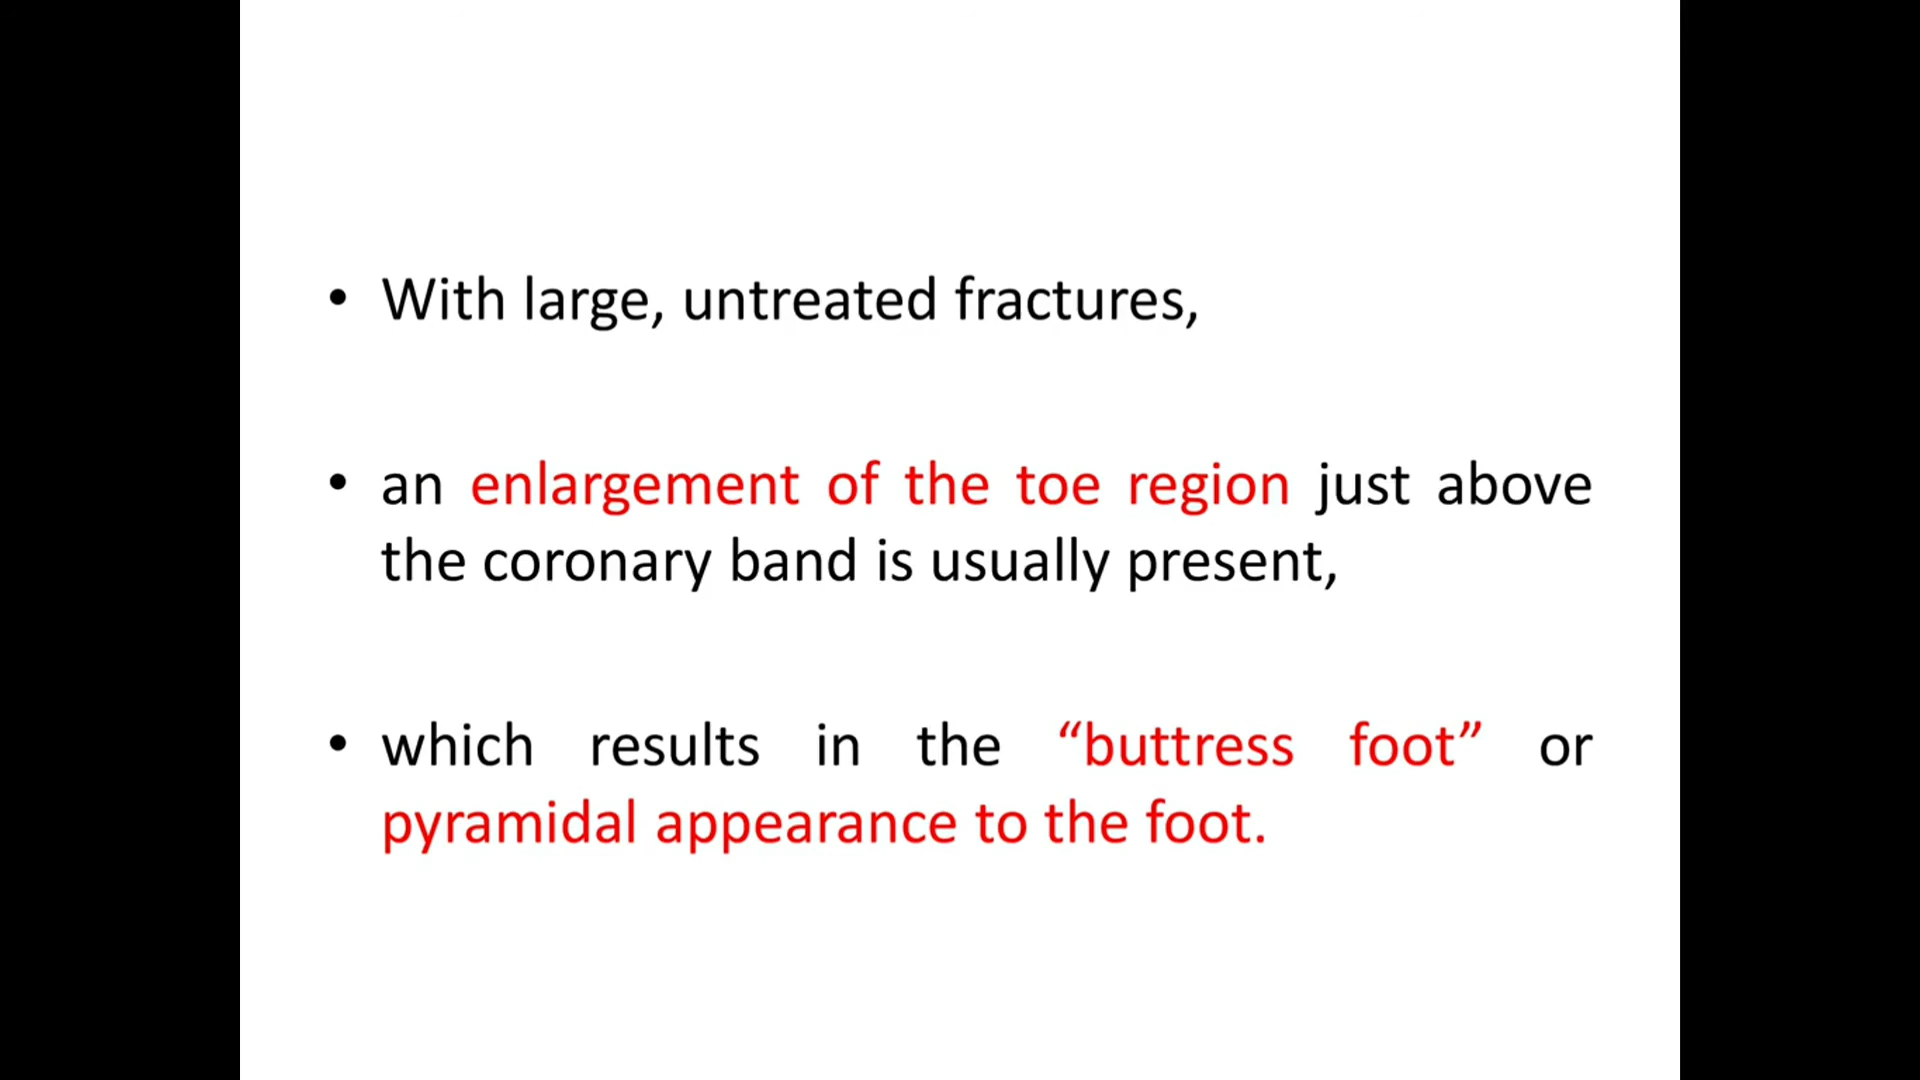 • With large, untreated fractures,
• an enlargement of the toe region just above
the coronary band is usually present,
• which results in the “buttress foot” or
pyramidal appearance to the foot.